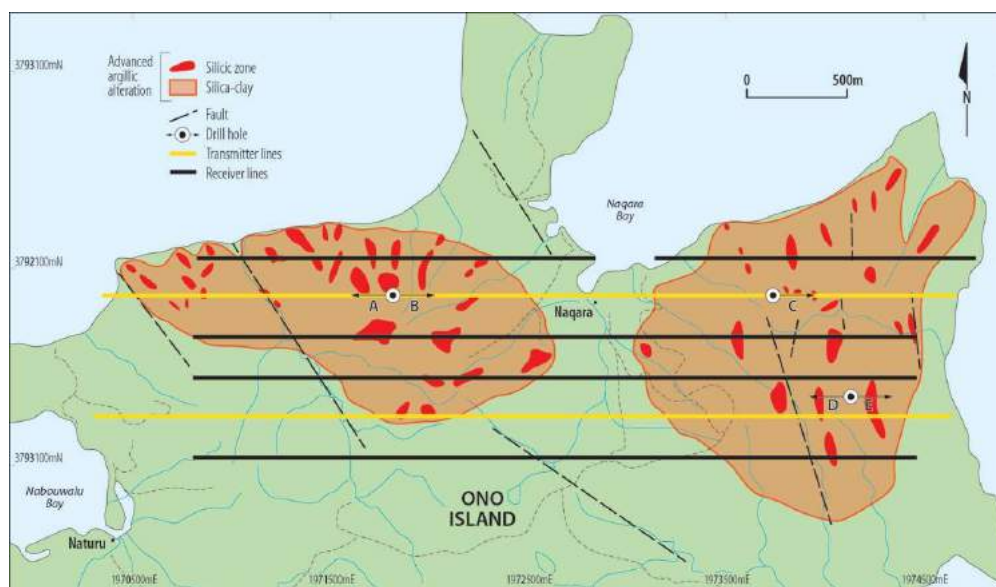 3793100mN
Advanced
argillic
alteration
Silicic zone
Silica-clay
Fault
Drill hole
Transmitter lines
Receiver lines
0 500m
N
Naqara
Bay
3792100mN
A B
C
Naqara
D E
3793100mN
Nabouwalu
Bay
ONO
ISLAND
Naturu
1970500mE 1971500mE 1972500mE 1973500mE 1974500mE